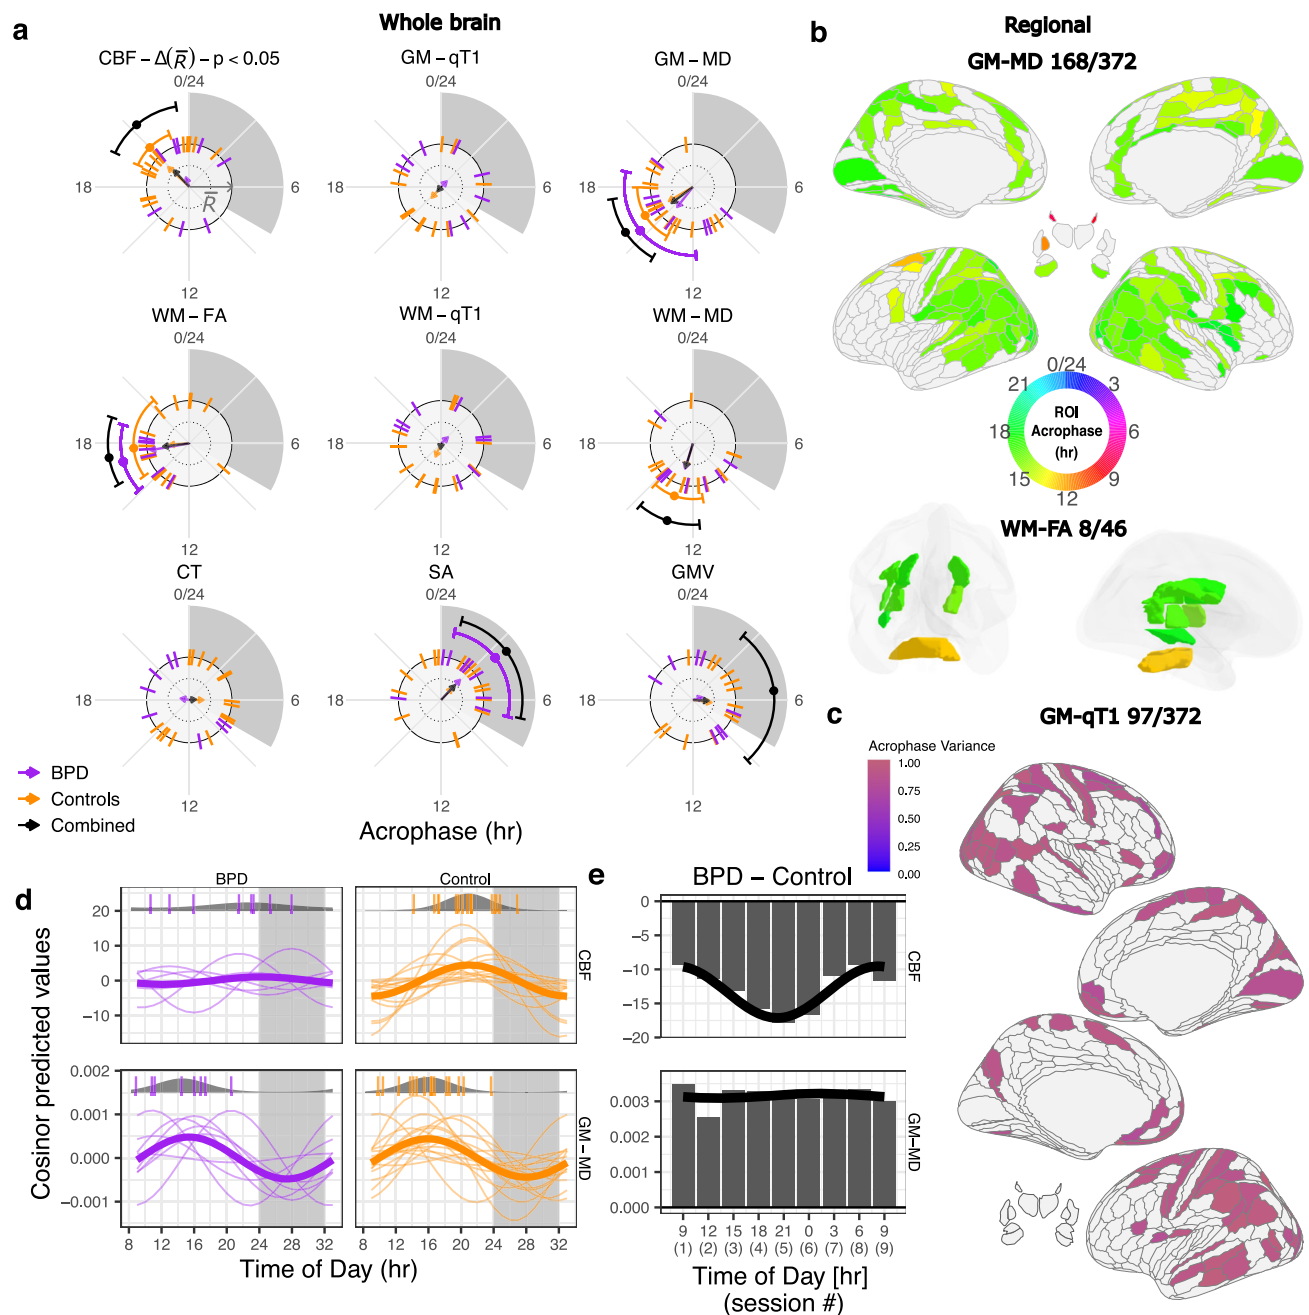 a
Whole brain
CBF – Δ(R̅) – p < 0.05
0/24
18
6
R̅
GM – qT1
0/24
18
6
GM – MD
0/24
18
6
12
WM – FA
0/24
18
6
12
WM – qT1
0/24
18
6
12
WM – MD
0/24
18
6
12
CT
0/24
18
6
12
SA
0/24
18
6
GMV
0/24
18
6
12
BPD
Controls
Combined
Acrophase (hr)
b
Regional
GM-MD 168/372
0/24
21
3
18
6
15
9
12
ROI
Acrophase
(hr)
WM-FA 8/46
c
GM-qT1 97/372
Acrophase Variance
1.00
0.75
0.50
0.25
0.00
d
BPD
Control
Cosinor predicted values
20
10
0
−10
CBF
0.002
0.001
0.000
−0.001
GM – MD
8 12 16 20 24 28 32
8 12 16 20 24 28 32
Time of Day (hr)
e
BPD – Control
0
−5
−10
−15
−20
CBF
0.003
0.002
0.001
0.000
GM–MD
9 12 15 18 21 0 3 6 9
(1) (2) (3) (4) (5) (6) (7) (8) (9)
Time of Day [hr]
(session #)